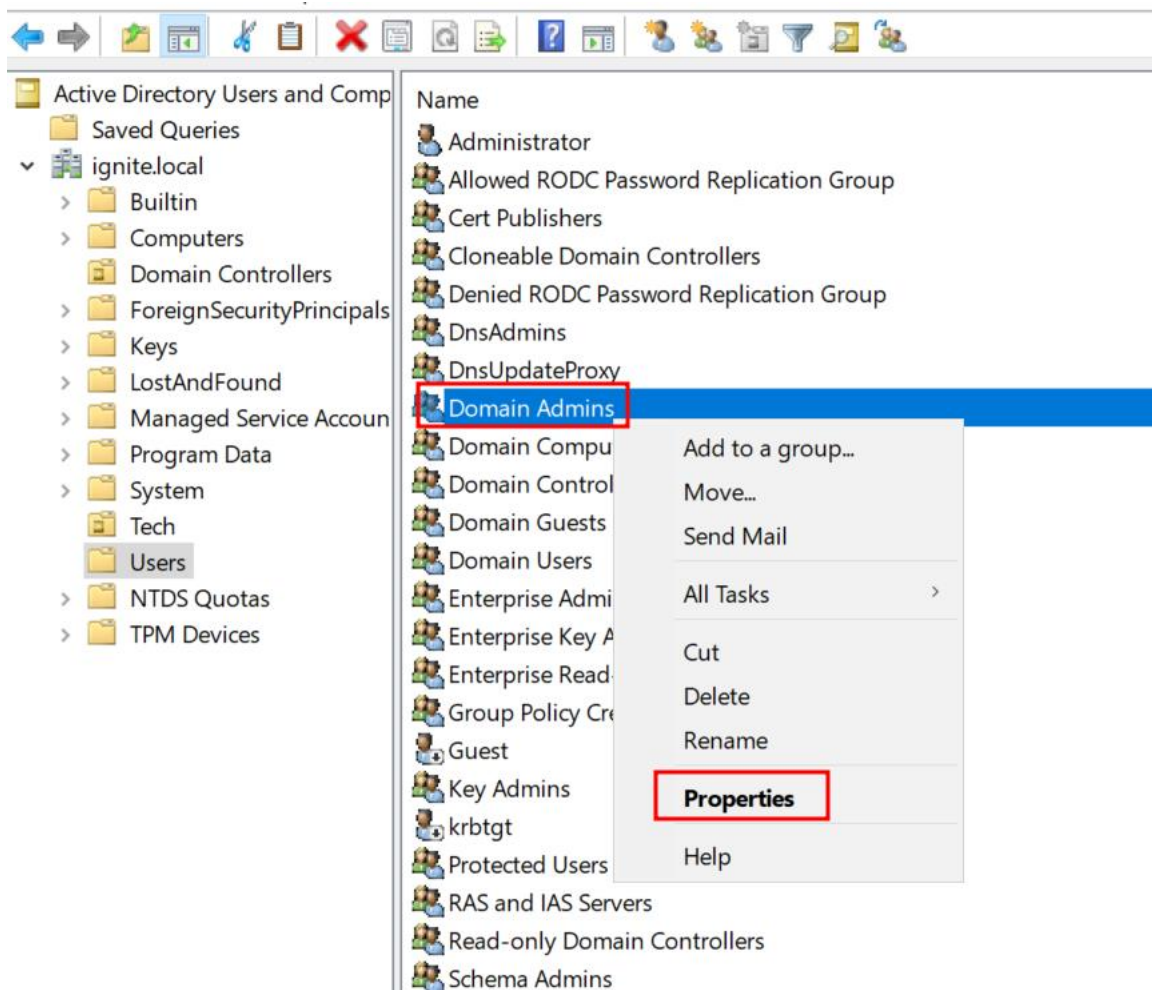 Active Directory Users and Comp
Saved Queries
ignite.local
Builtin
Computers
Domain Controllers
ForeignSecurityPrincipals
Keys
LostAndFound
Managed Service Accoun
Program Data
System
Tech
Users
NTDS Quotas
TPM Devices
Name
Administrator
Allowed RODC Password Replication Group
Cert Publishers
Cloneable Domain Controllers
Denied RODC Password Replication Group
DnsAdmins
DnsUpdateProxy
Domain Admins
Domain Compu
Domain Control
Domain Guests
Domain Users
Enterprise Admi
Enterprise Key A
Enterprise Read-
Group Policy Cre
Guest
Key Admins
krbtgt
Protected Users
RAS and IAS Servers
Read-only Domain Controllers
Schema Admins
Add to a group...
Move...
Send Mail
All Tasks
Cut
Delete
Rename
Properties
Help